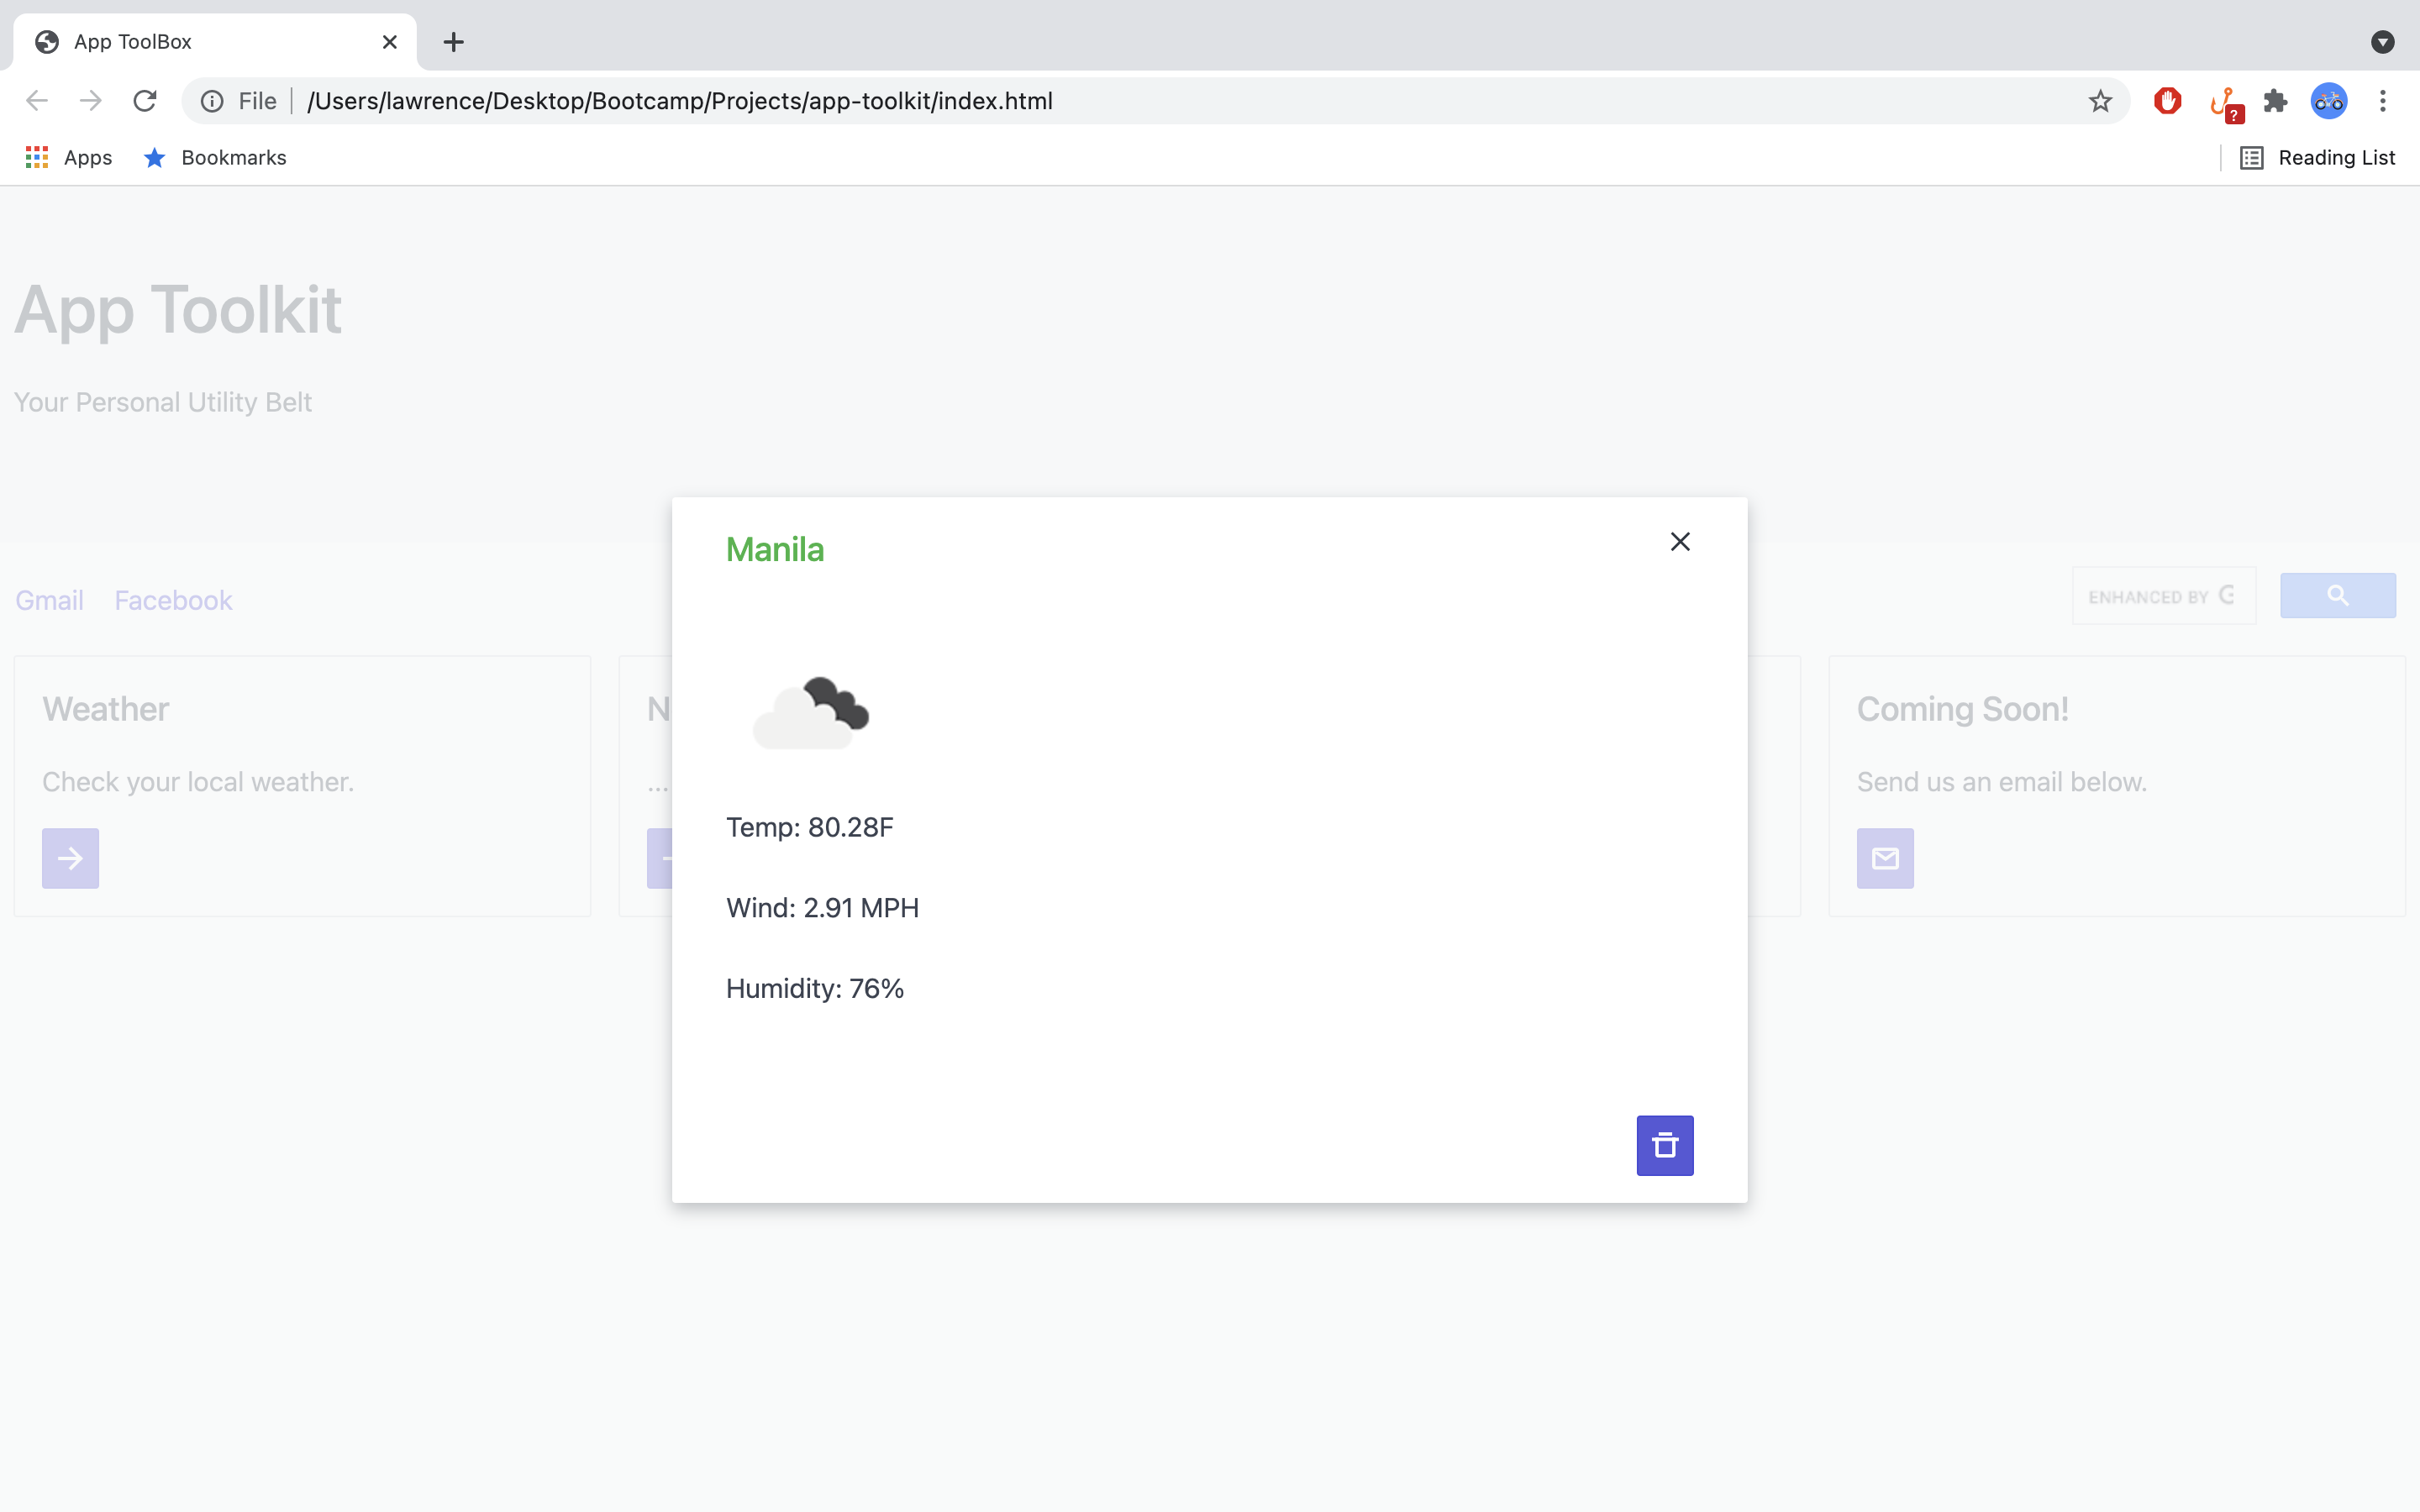 App ToolBox
File /Users/lawrence/Desktop/Bootcamp/Projects/app-toolkit/index.html
?
Apps Bookmarks Reading List
App Toolkit
Your Personal Utility Belt
Gmail Facebook
ENHANCED BY G
Weather
Check your local weather.
N
...
Manila
Temp: 80.28F
Wind: 2.91 MPH
Humidity: 76%
Coming Soon!
Send us an email below.